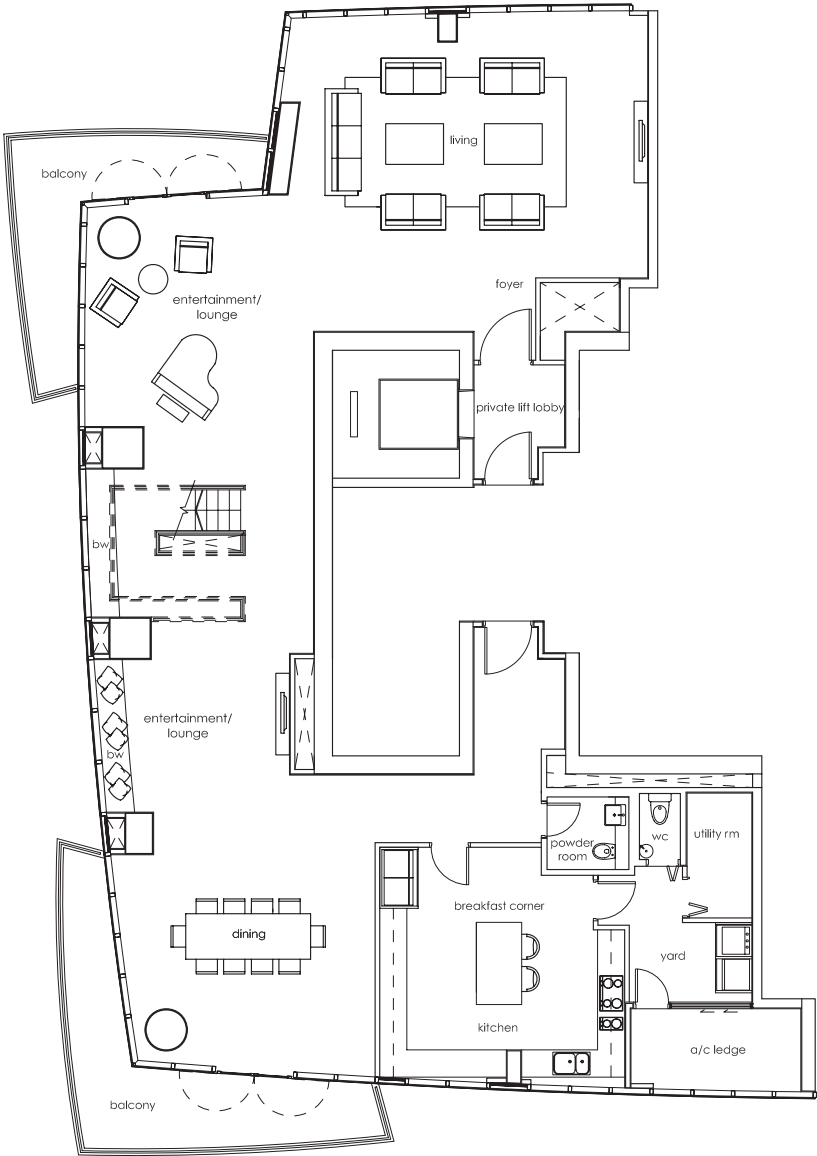 living
balcony
foyer
entertainment/
lounge
private lift lobby
bw
entertainment/
lounge
bw
utility rm
wc
powder
room
breakfast corner
dining
yard
kitchen
a/c ledge
balcony